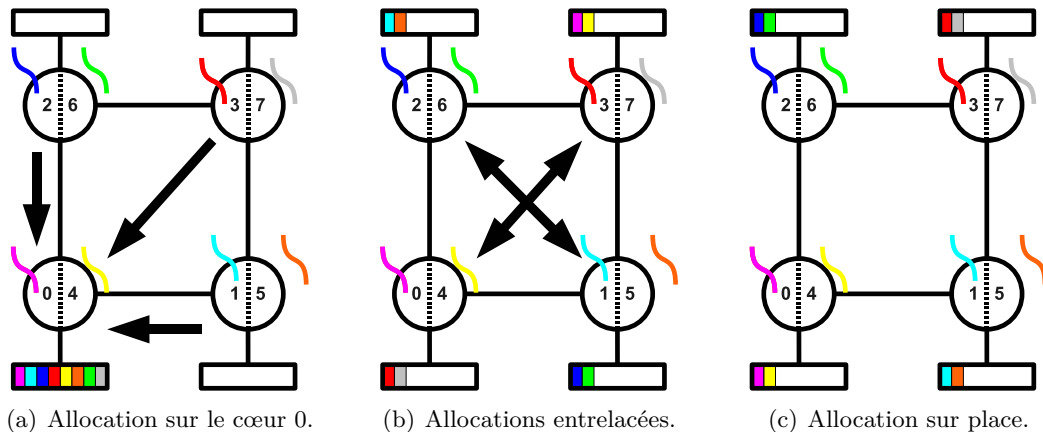 2 6 3 7 2 6 3 7 2 6 3 7
0 4 1 5 0 4 1 5 0 4 1 5
(a) Allocation sur le cœur 0. (b) Allocations entrelacées. (c) Allocation sur place.